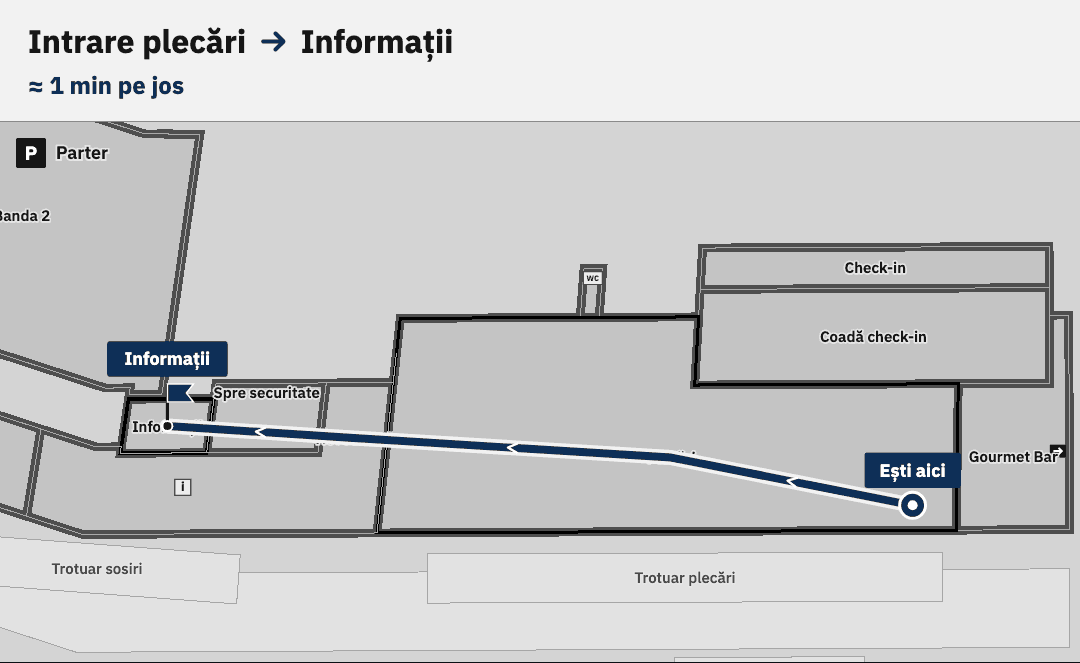 Intrare plecări → Informații
≈ 1 min pe jos
P Parter
Banda 2
WC
Check-in
Coadă check-in
Informații
Spre securitate
Info
Gourmet Bar
Ești aici
i
Trotuar sosiri
Trotuar plecări